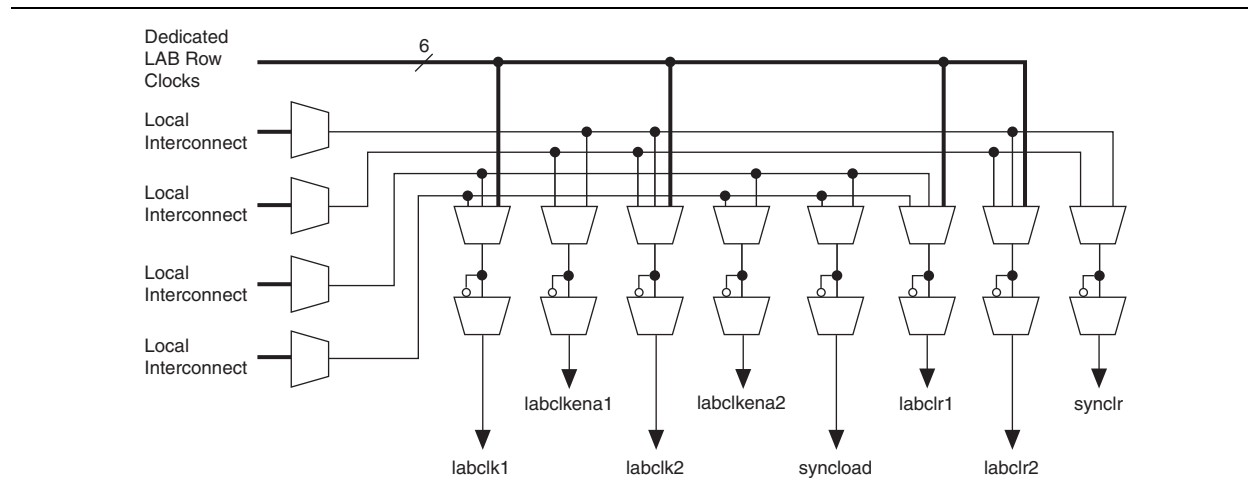 Dedicated
LAB Row
Clocks
6
Local
Interconnect
Local
Interconnect
Local
Interconnect
Local
Interconnect
labclkena1
labclkena2
labclr1
synclr
labclk1
labclk2
syncload
labclr2